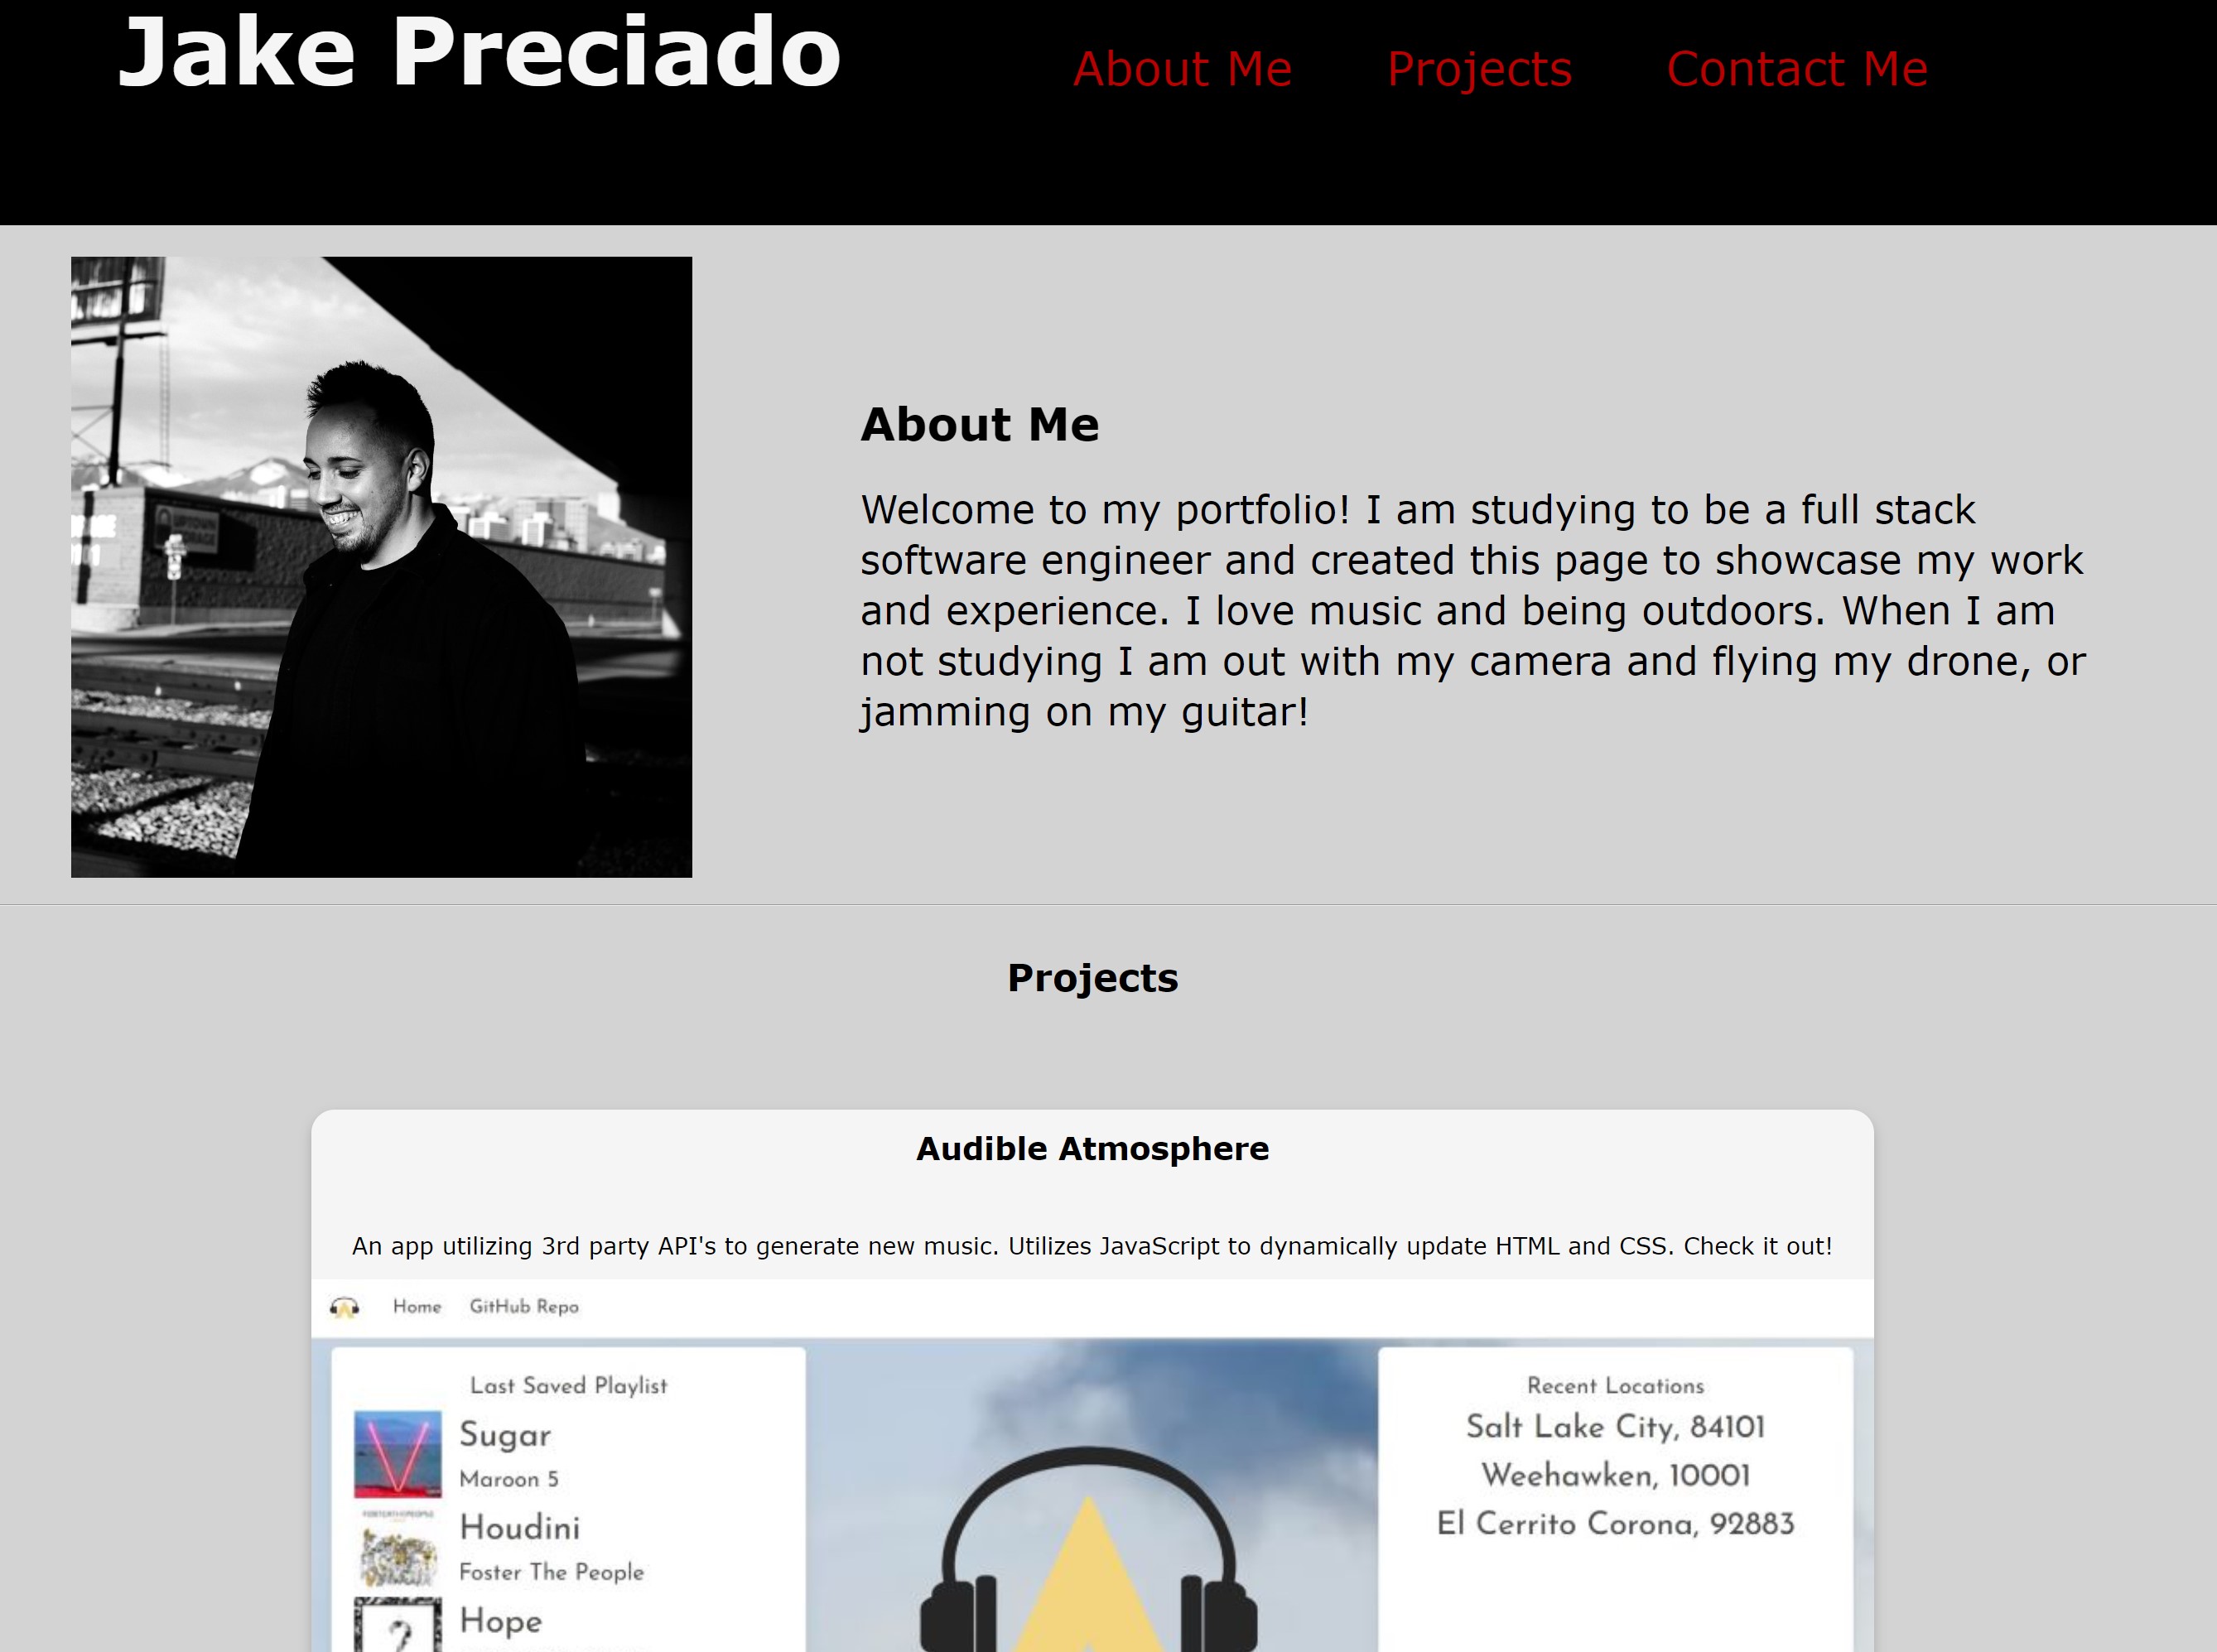 Jake Preciado
About Me
Projects
Contact Me
About Me
Welcome to my portfolio! I am studying to be a full stack
software engineer and created this page to showcase my work
and experience. I love music and being outdoors. When I am
not studying I am out with my camera and flying my drone, or
jamming on my guitar!
Projects
Audible Atmosphere
An app utilizing 3rd party API's to generate new music. Utilizes JavaScript to dynamically update HTML and CSS. Check it out!
Home
GitHub Repo
Last Saved Playlist
Sugar
Maroon 5
Houdini
Foster The People
Hope
Recent Locations
Salt Lake City, 84101
Weehawken, 10001
El Cerrito Corona, 92883